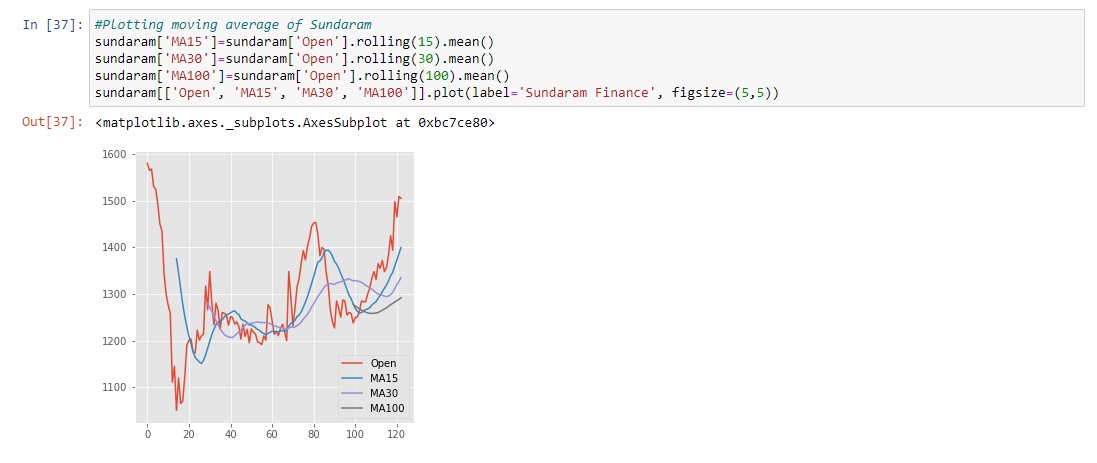 In [37]: #Plotting moving average of Sundaram
sundaram['MA15']=sundaram['Open'].rolling(15).mean()
sundaram['MA30']=sundaram['Open'].rolling(30).mean()
sundaram['MA100']=sundaram['Open'].rolling(100).mean()
sundaram[['Open', 'MA15', 'MA30', 'MA100']].plot(label='Sundaram Finance', figsize=(5,5))
Out[37]: <matplotlib.axes._subplots.AxesSubplot at 0xbc7ce80>
1600
1500
1400
1300
1200
1100
Open
MA15
MA30
MA100
0 20 40 60 80 100 120